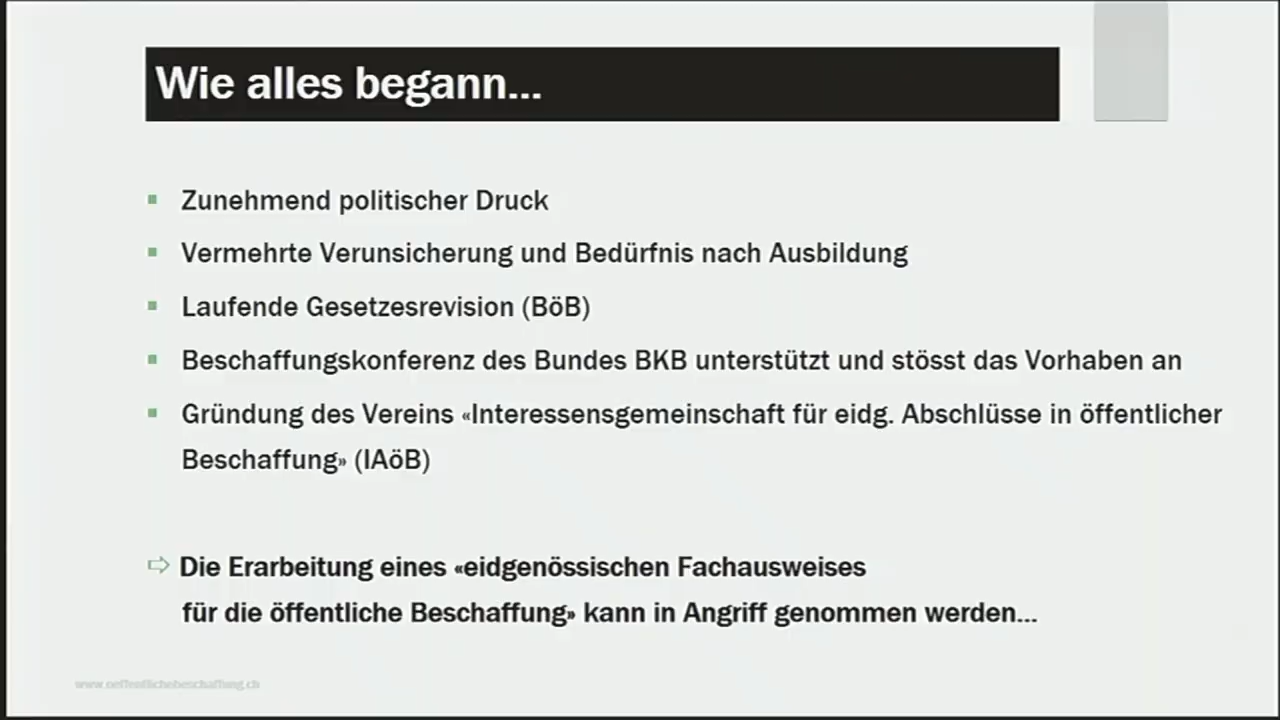 Wie alles begann...
Zunehmend politischer Druck
Vermehrte Verunsicherung und Bedürfnis nach Ausbildung
Laufende Gesetzesrevision (BöB)
Beschaffungskonferenz des Bundes BKB unterstützt und stösst das Vorhaben an
Gründung des Vereins «Interessensgemeinschaft für eidg. Abschlüsse in öffentlicher
Beschaffung» (IAöB)
⇨ Die Erarbeitung eines «eidgenössischen Fachausweises
für die öffentliche Beschaffung» kann in Angriff genommen werden...
www.oeffentlichebeschaffung.ch